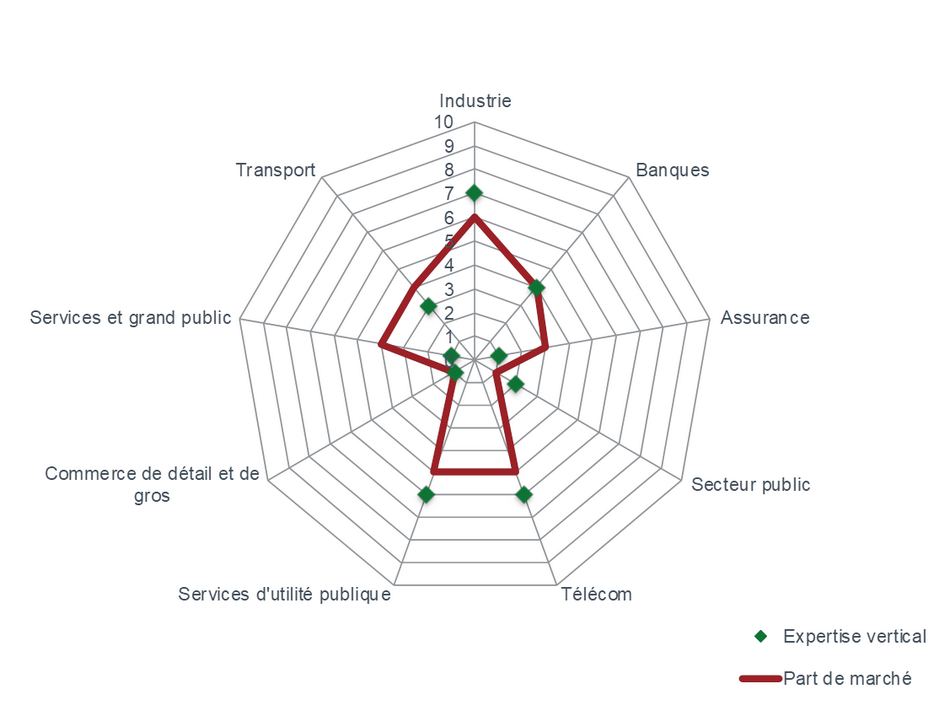 Industrie
10
9
8
7
6
5
4
3
2
1
Transport
Banques
Services et grand public
Assurance
Commerce de détail et de
gros
Secteur public
Services d'utilité publique
Télécom
Expertise vertical
Part de marché